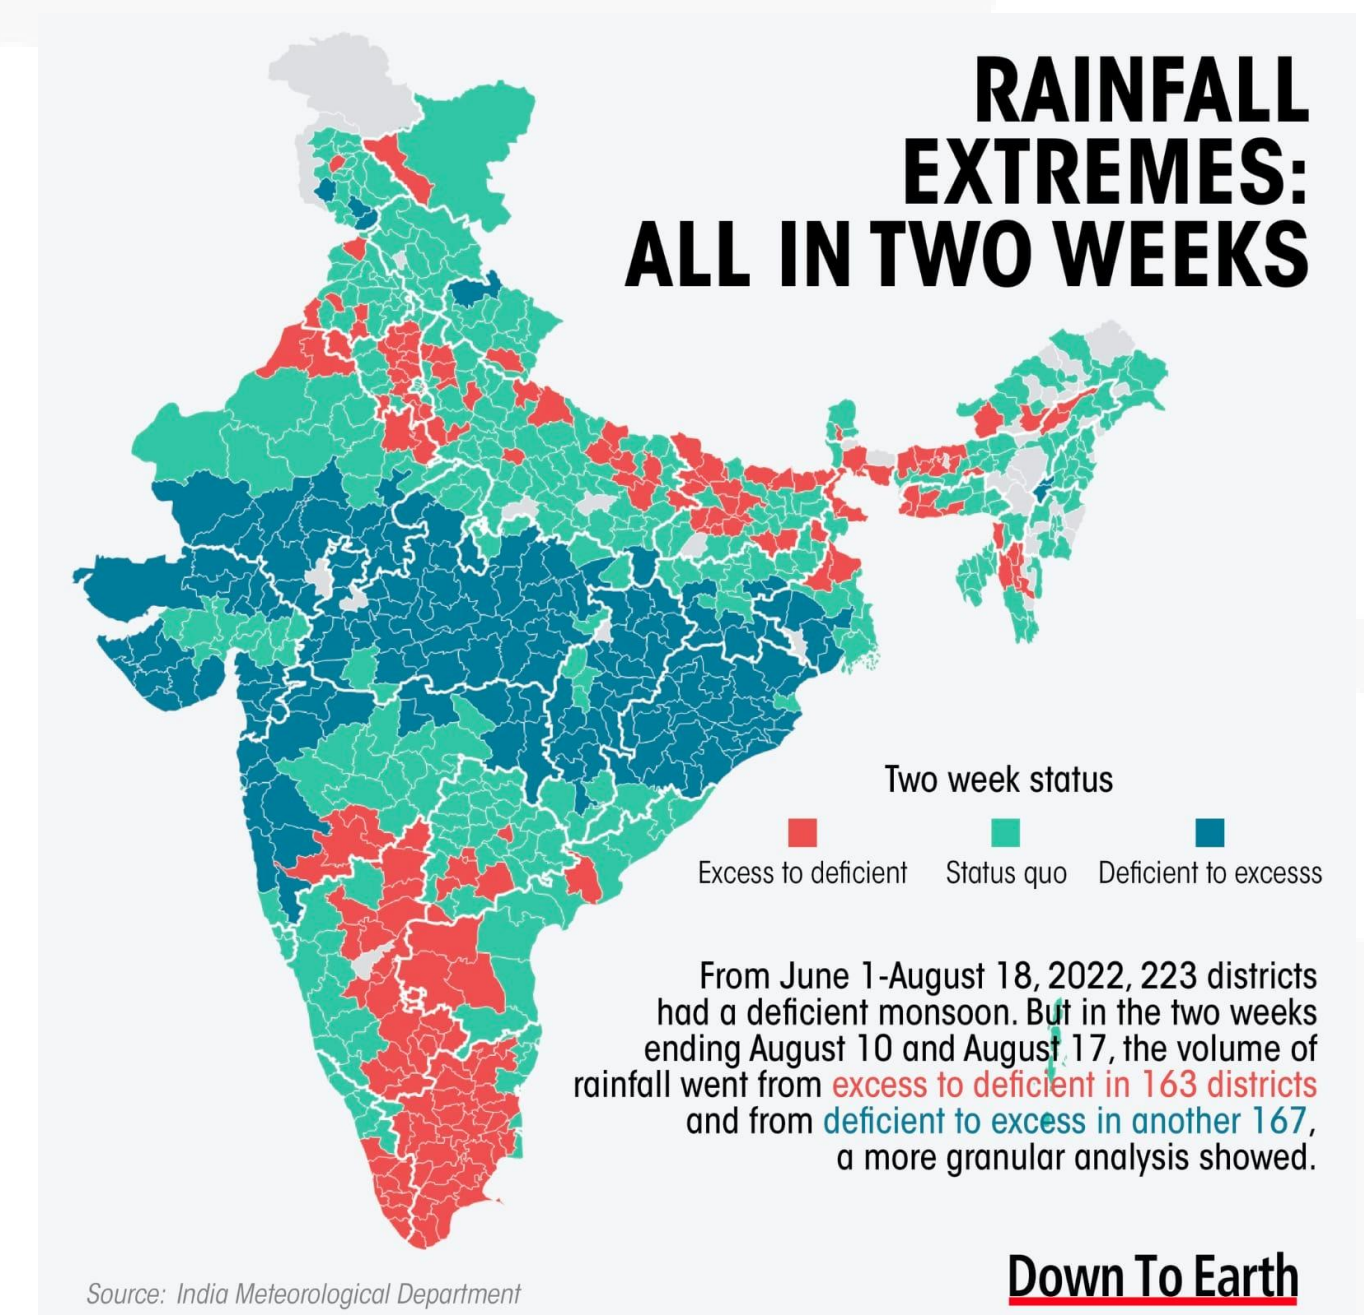 RAINFALL
EXTREMES:
ALL IN TWO WEEKS
Two week status
Excess to deficient
Status quo
Deficient to excesss
From June 1-August 18, 2022, 223 districts
had a deficient monsoon. But in the two weeks
ending August 10 and August 17, the volume of
rainfall went from excess to deficient in 163 districts
and from deficient to excess in another 167,
a more granular analysis showed.
Source: India Meteorological Department
Down To Earth